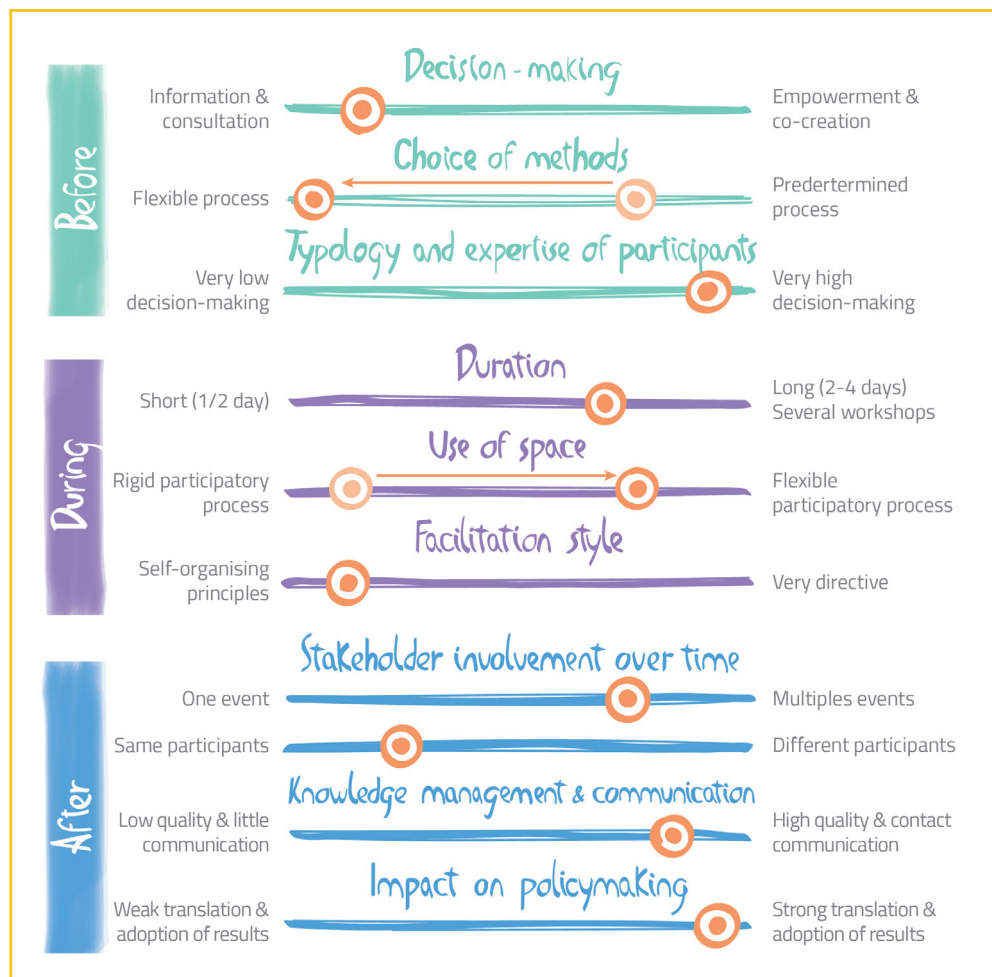 Before
Decision-making
Information &
consultation
Empowerment &
co-creation
Choice of methods
Flexible process
Predertermined
process
Typology and expertise of participants
Very low
decision-making
Very high
decision-making
During
Duration
Short (1/2 day)
Long (2-4 days)
Several workshops
Use of space
Rigid participatory
process
Flexible
participatory process
Facilitation style
Self-organising
principles
Very directive
After
Stakeholder involvement over time
One event
Multiples events
Same participants
Different participants
Knowledge management & communication
Low quality & little
communication
High quality & contact
communication
Impact on policymaking
Weak translation &
adoption of results
Strong translation &
adoption of results